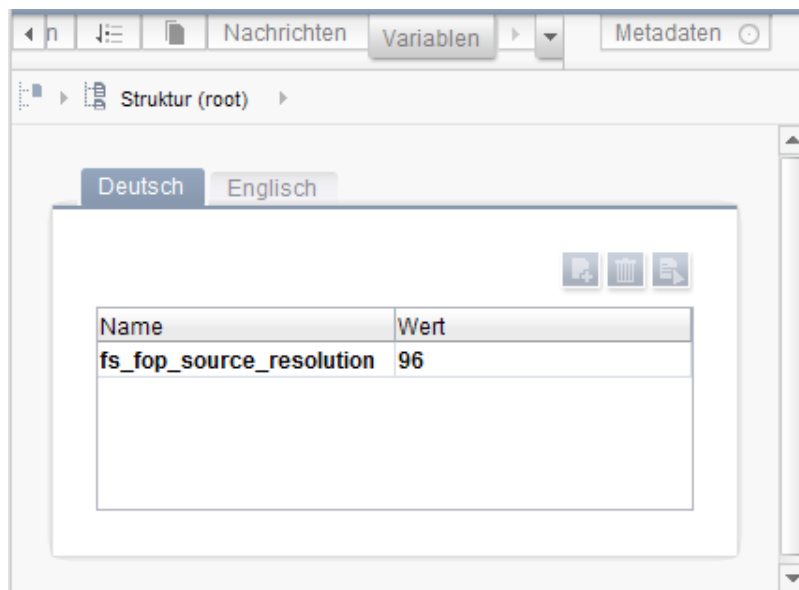 n Nachrichten Variablen Metadaten
Struktur (root)
Deutsch Englisch
Name Wert
fs_fop_source_resolution 96